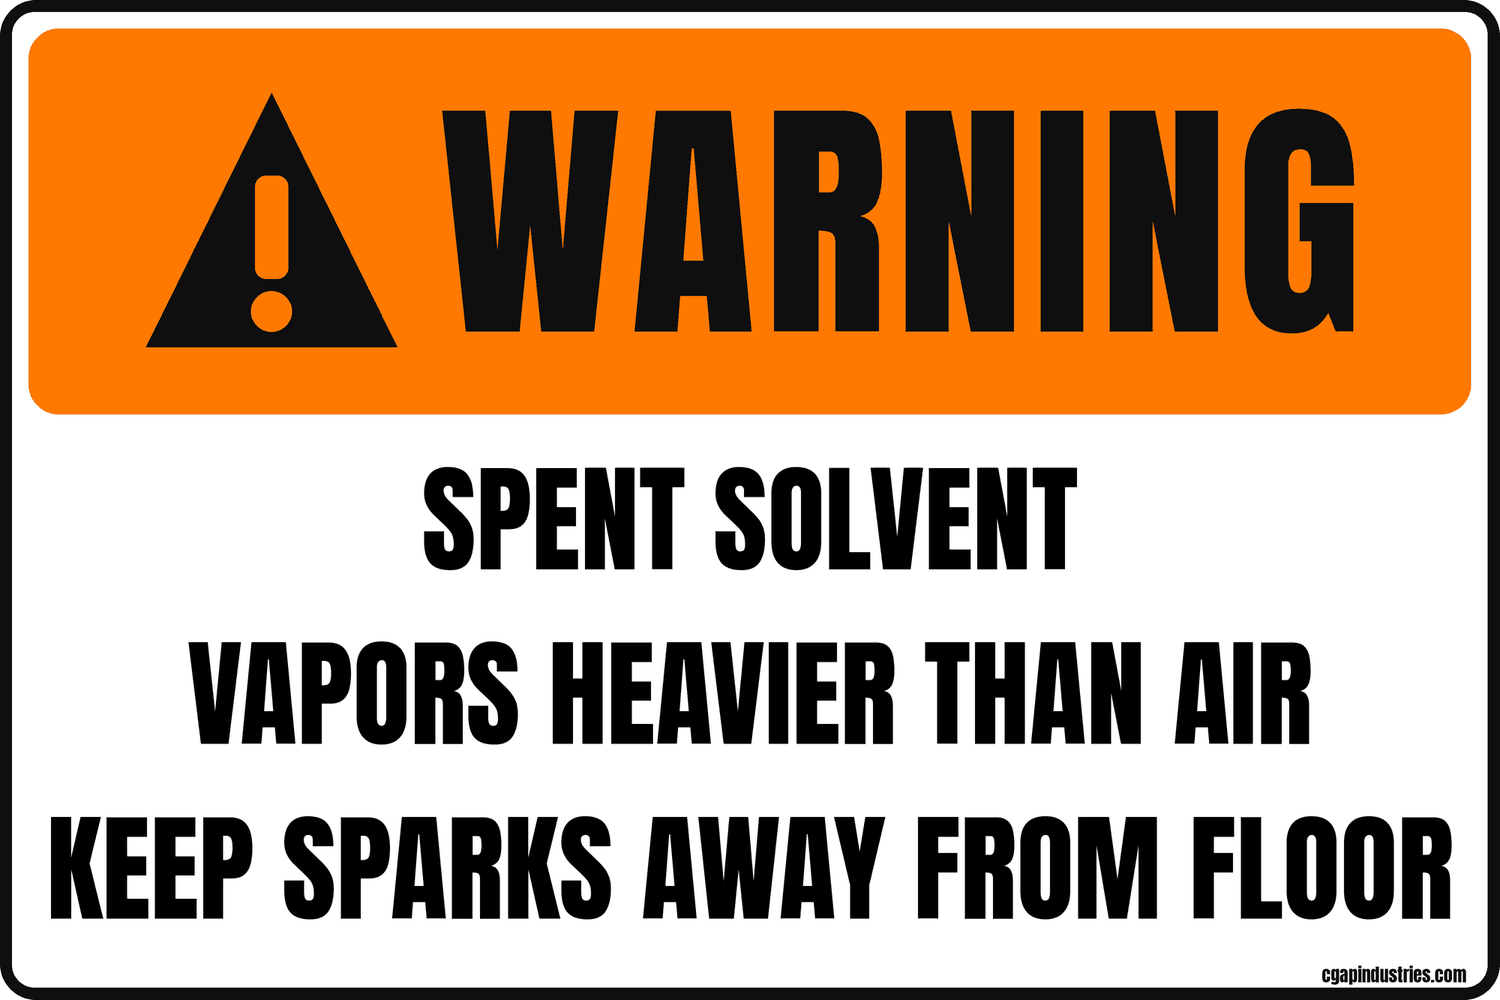 WARNING
SPENT SOLVENT
VAPORS HEAVIER THAN AIR
KEEP SPARKS AWAY FROM FLOOR
cgapindustries.com